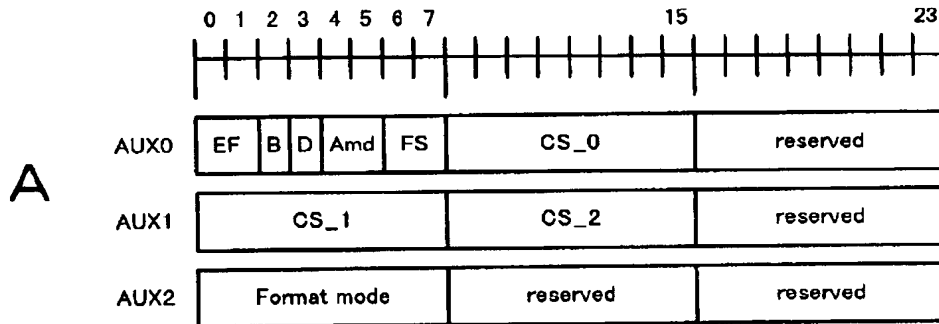 0 1 2 3 4 5 6 7 15 23
AUX0 EF B D Amd FS CS_0 reserved
A
AUX1 CS_1 CS_2 reserved
AUX2 Format mode reserved reserved